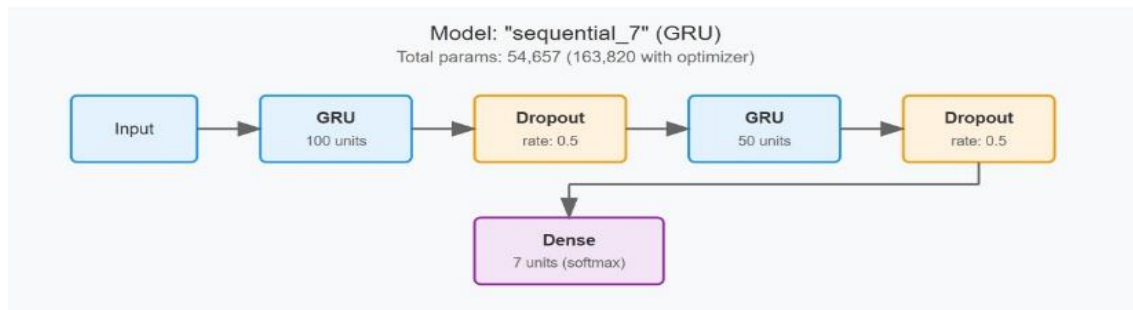 Model: "sequential_7" (GRU)
Total params: 54,657 (163,820 with optimizer)
Input
GRU
100 units
Dropout
rate: 0.5
GRU
50 units
Dropout
rate: 0.5
Dense
7 units (softmax)